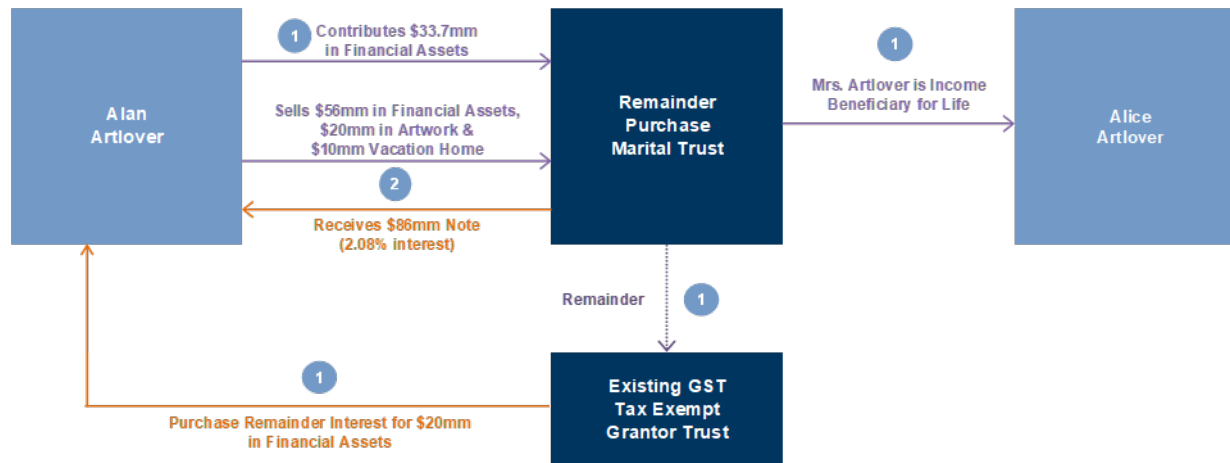 Alan
Artlover
1
Contributes $33.7mm
in Financial Assets
Sells $56mm in Financial Assets,
$20mm in Artwork &
$10mm Vacation Home
2
Receives $86mm Note
(2.08% interest)
Remainder
Purchase
Marital Trust
1
Mrs. Artlover is Income
Beneficiary for Life
Alice
Artlover
Remainder
1
Existing GST
Tax Exempt
Grantor Trust
1
Purchase Remainder Interest for $20mm
in Financial Assets